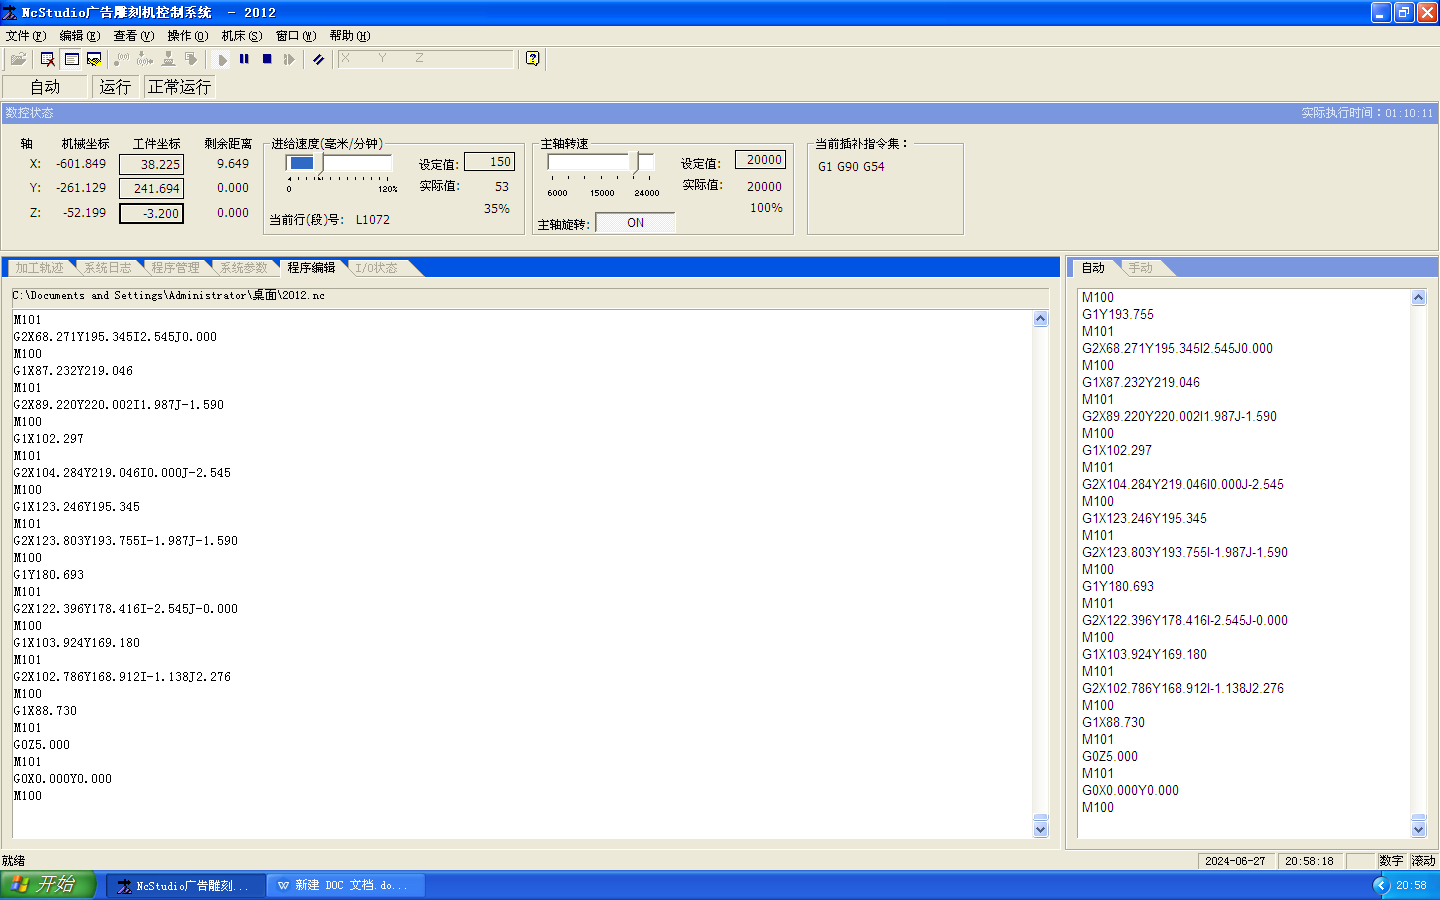 NcStudio广告雕刻机控制系统 - 2012
文件(F) 编辑(E) 查看(V) 操作(O) 机床(S) 窗口(W) 帮助(H)
X Y Z
自动 运行 正常运行
数控状态 实际执行时间：01:10:11
轴 机械坐标 工件坐标 剩余距离
X: -601.849 38.225 9.649
Y: -261.129 241.694 0.000
Z: -52.199 -3.200 0.000
进给速度(毫米/分钟)
设定值: 150
0 120%
实际值: 53
35%
当前行(段)号: L1072
主轴转速
设定值: 20000
6000 15000 24000
实际值: 20000
100%
主轴旋转: ON
当前插补指令集：
G1 G90 G54
加工轨迹 系统日志 程序管理 系统参数 程序编辑 I/O状态
C:\Documents and Settings\Administrator\桌面\2012.nc
M101
G2X68.271Y195.345I2.545J0.000
M100
G1X87.232Y219.046
M101
G2X89.220Y220.002I1.987J-1.590
M100
G1X102.297
M101
G2X104.284Y219.046I0.000J-2.545
M100
G1X123.246Y195.345
M101
G2X123.803Y193.755I-1.987J-1.590
M100
G1Y180.693
M101
G2X122.396Y178.416I-2.545J-0.000
M100
G1X103.924Y169.180
M101
G2X102.786Y168.912I-1.138J2.276
M100
G1X88.730
M101
G0Z5.000
M101
G0X0.000Y0.000
M100
自动 手动
M100
G1Y193.755
M101
G2X68.271Y195.345I2.545J0.000
M100
G1X87.232Y219.046
M101
G2X89.220Y220.002I1.987J-1.590
M100
G1X102.297
M101
G2X104.284Y219.046I0.000J-2.545
M100
G1X123.246Y195.345
M101
G2X123.803Y193.755I-1.987J-1.590
M100
G1Y180.693
M101
G2X122.396Y178.416I-2.545J-0.000
M100
G1X103.924Y169.180
M101
G2X102.786Y168.912I-1.138J2.276
M100
G1X88.730
M101
G0Z5.000
M101
G0X0.000Y0.000
M100
就绪 2024-06-27 20:58:18 数字 滚动
开始 NcStudio广告雕刻... 新建 DOC 文档.do... 20:58